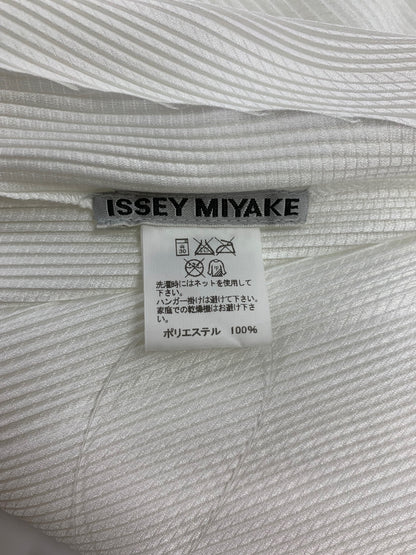 ISSEY MIYAKE
洗濯時にはネットを使用して
下さい。
ハンガー掛けは避けて下さい。
家庭での乾燥機はお避け下さい。
ポリエステル 100%